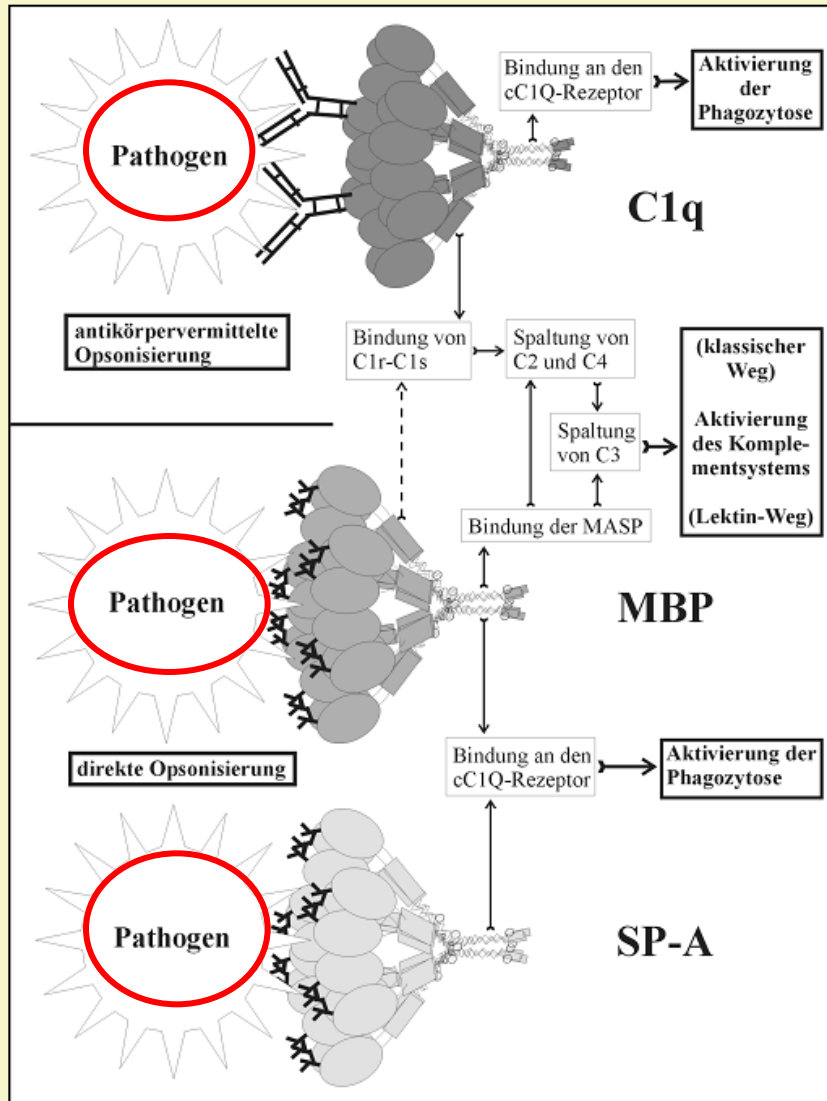 Pathogen
Bindung an den
cC1Q-Rezeptor
Aktivierung
der
Phagozytose
C1q
antikörpervermittelte
Opsonisierung
Bindung von
C1r-C1s
Spaltung von
C2 und C4
(klassischer
Weg)
Aktivierung
des Komple-
mentsystems
(Lektin-Weg)
Spaltung
von C3
Bindung der MASP
Pathogen
MBP
direkte Opsonisierung
Bindung an den
cC1Q-Rezeptor
Aktivierung der
Phagozytose
Pathogen
SP-A